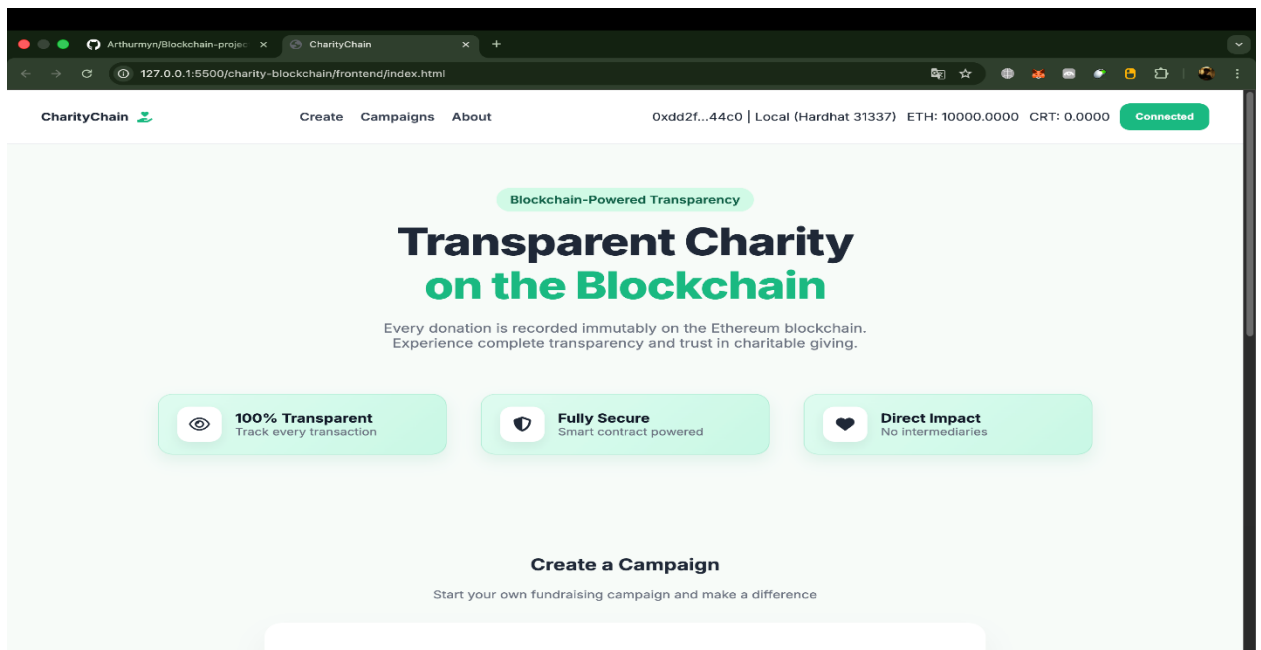 Arthurmyn/Blockchain-projec
CharityChain
127.0.0.1:5500/charity-blockchain/frontend/index.html
CharityChain
Create Campaigns About
0xdd2f...44c0 | Local (Hardhat 31337) ETH: 10000.0000 CRT: 0.0000 Connected
Blockchain-Powered Transparency
Transparent Charity
on the Blockchain
Every donation is recorded immutably on the Ethereum blockchain.
Experience complete transparency and trust in charitable giving.
100% Transparent
Track every transaction
Fully Secure
Smart contract powered
Direct Impact
No intermediaries
Create a Campaign
Start your own fundraising campaign and make a difference